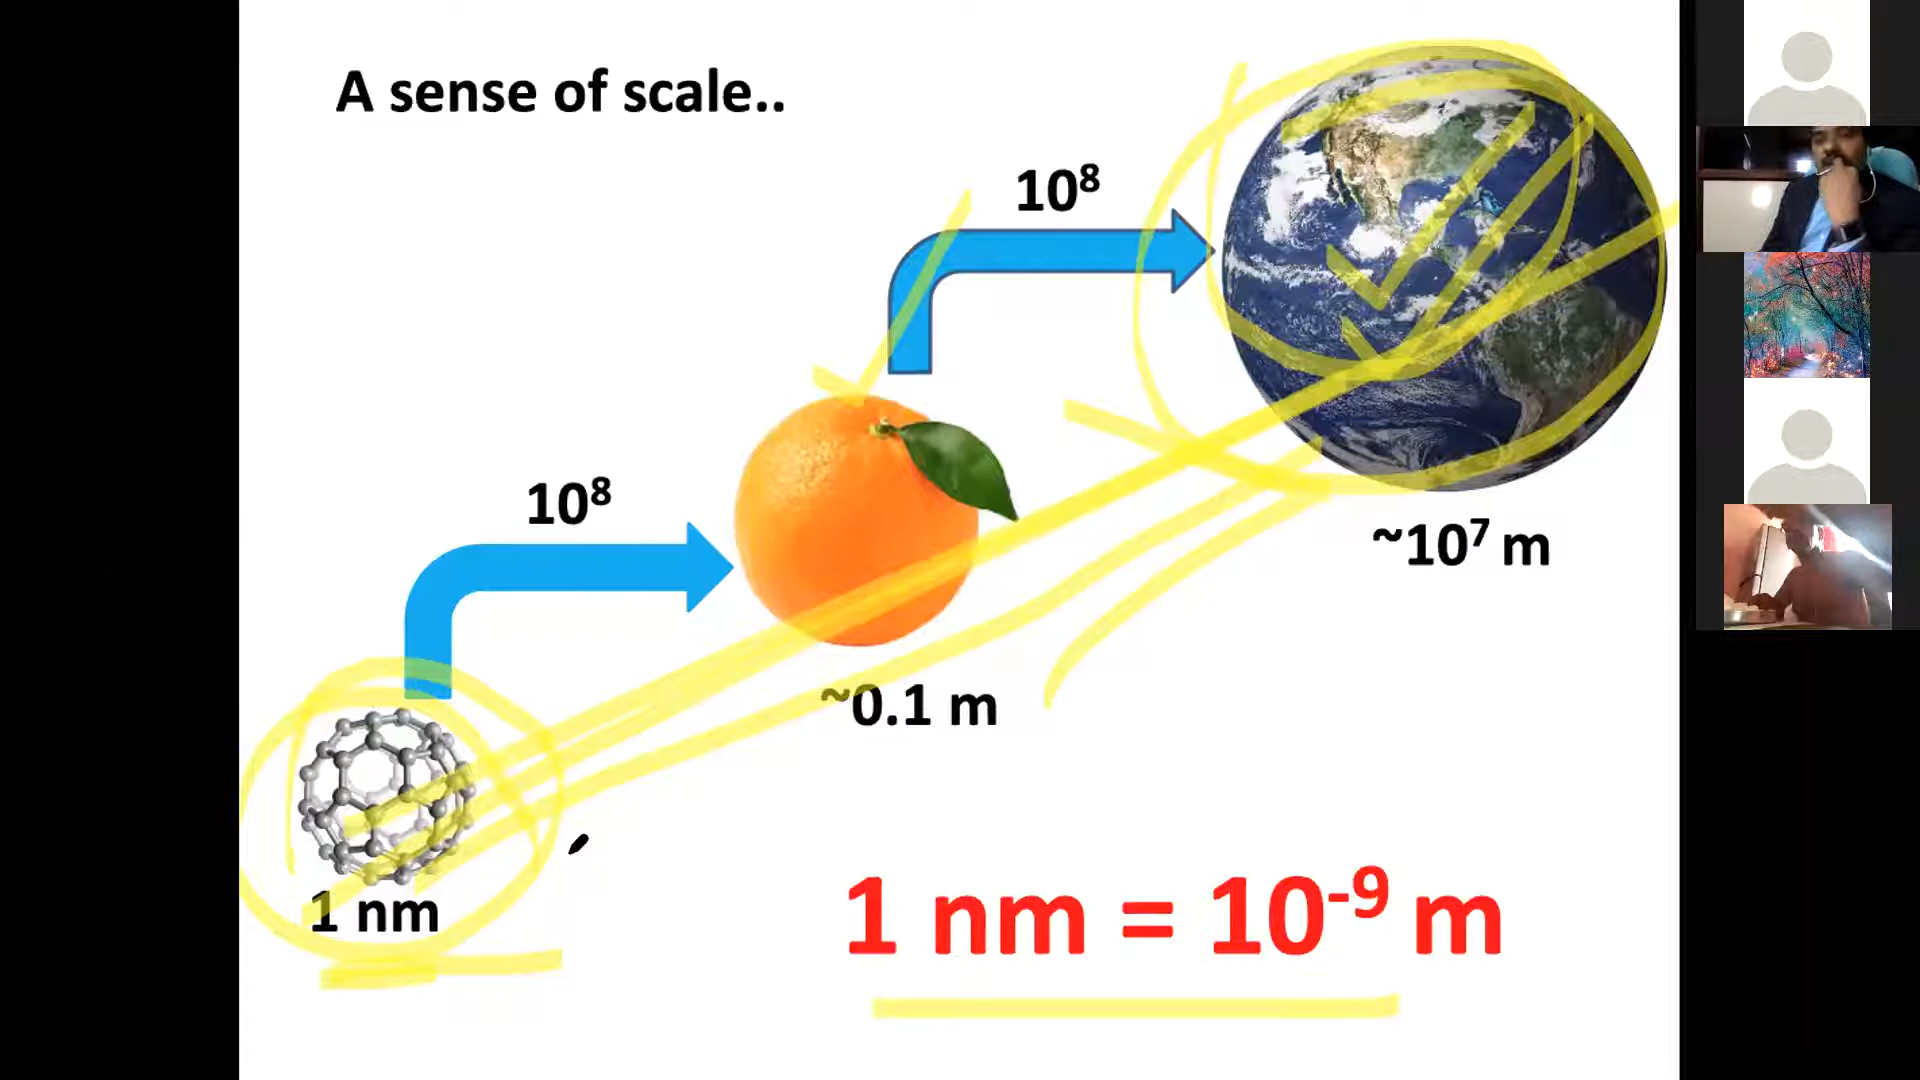 A sense of scale..
10⁸
10⁸
~10⁷ m
~0.1 m
1 nm
1 nm = 10⁻⁹ m